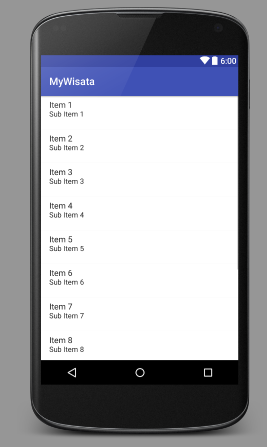 6:00
MyWisata
Item 1
Sub Item 1
Item 2
Sub Item 2
Item 3
Sub Item 3
Item 4
Sub Item 4
Item 5
Sub Item 5
Item 6
Sub Item 6
Item 7
Sub Item 7
Item 8
Sub Item 8